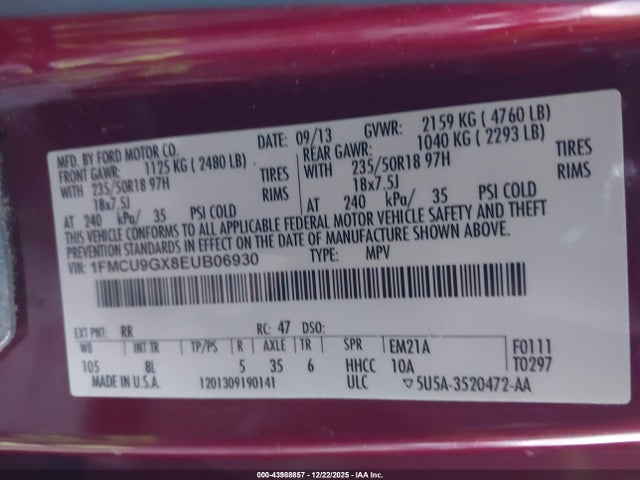 MFD. BY FORD MOTOR CO. DATE: 09/13 GVWR: 2159 KG ( 4760 LB)
FRONT GAWR: 1125 KG ( 2480 LB) REAR GAWR: 1040 KG ( 2293 LB)
WITH 235/50R18 97H TIRES WITH 235/50R18 97H TIRES
18x7.5J RIMS 18x7.5J RIMS
AT 240 kPa/ 35 PSI COLD AT 240 kPa/ 35 PSI COLD
THIS VEHICLE CONFORMS TO ALL APPLICABLE FEDERAL MOTOR VEHICLE SAFETY AND THEFT
PREVENTION STANDARDS IN EFFECT ON THE DATE OF MANUFACTURE SHOWN ABOVE.
VIN: 1FMCU9GX8EUB06930 TYPE: MPV
EXT PNT: RR RC: 47 DSO:
WB INT TR TP/PS R AXLE TR SPR EM21A F0111
105 BL 5 35 6 HHCC 10A T0297
MADE IN U.S.A. 1201309190141 ULC ▽5U5A-3520472-AA
000-43988857 - 12/22/2025 - IAA Inc.